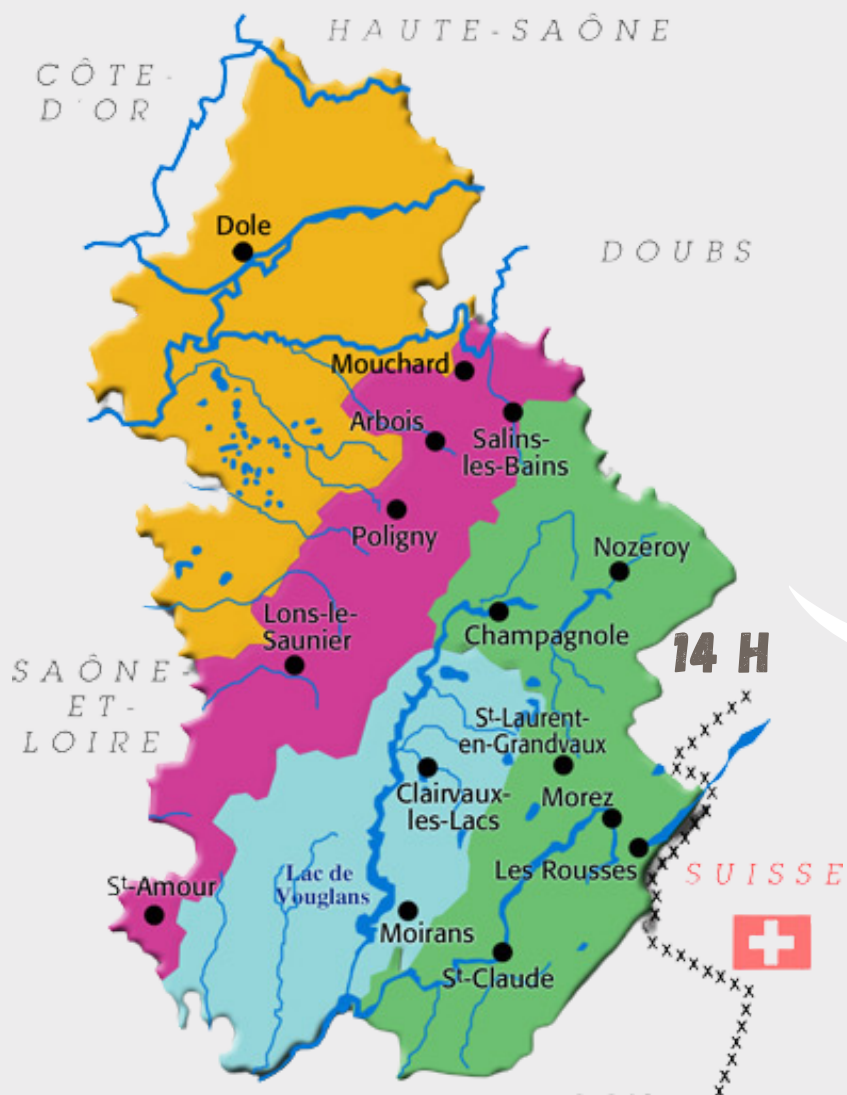 HAUTE-SAÔNE
CÔTE-
D'OR
Dole
DOUBS
Mouchard
Arbois
Salins-
les-Bains
Poligny
Nozeroy
Lons-le-
Saunier
Champagnole
14 H
SAÔNE-
ET-
LOIRE
St-Laurent-
en-Grandvaux
Clairvaux-
les-Lacs
Morez
Les Rousses
SUISSE
St-Amour
Lac de
Vouglans
Moirans
St-Claude